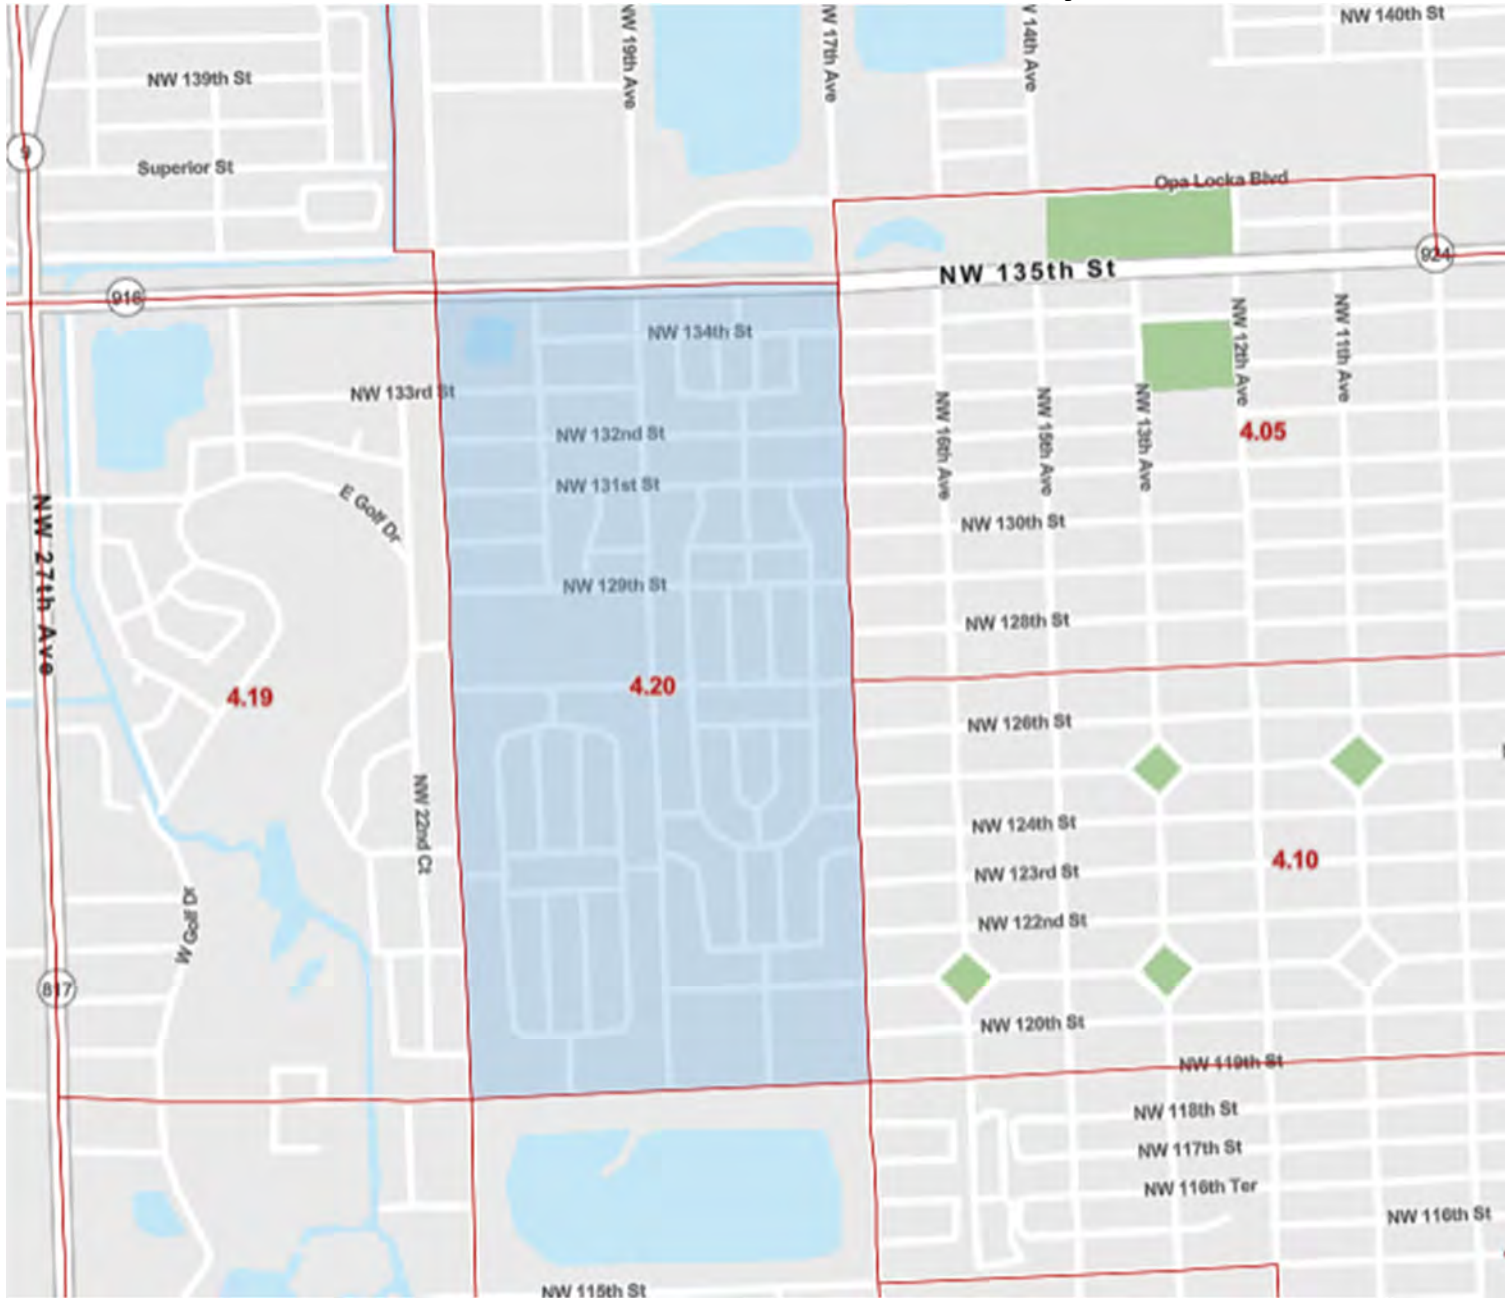 NW 19th Ave
NW 17th Ave
W 14th Ave
NW 140th St
NW 139th St
9
Superior St
Opa Locka Blvd
NW 135th St
924
916
NW 134th St
NW 12th Ave
NW 11th Ave
NW 133rd St
NW 16th Ave
NW 15th Ave
NW 13th Ave
NW 132nd St
4.05
NW 131st St
E Golf Dr
NW 130th St
NW 27th Ave
NW 129th St
NW 128th St
4.19
4.20
NW 126th St
NW 22nd Ct
NW 124th St
4.10
NW 123rd St
W Golf Dr
NW 122nd St
817
NW 120th St
NW 119th St
NW 118th St
NW 117th St
NW 116th Ter
NW 116th St
NW 115th St